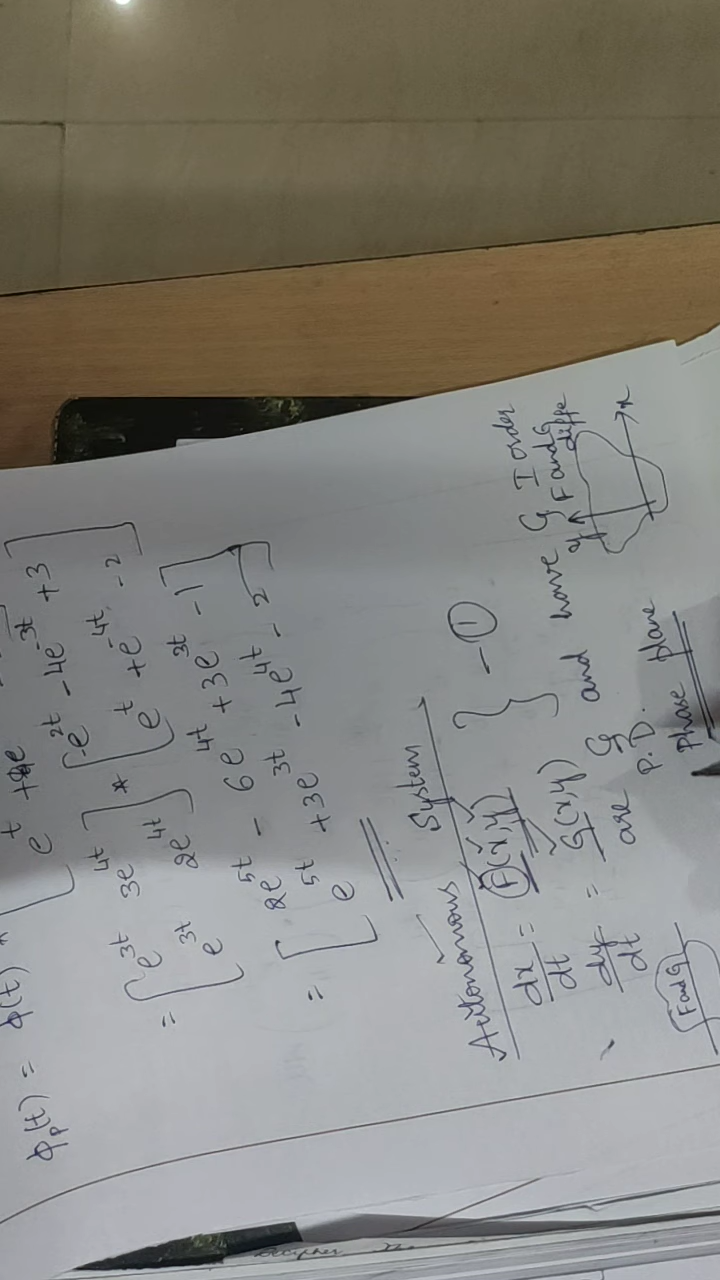 e^t + 
φ_p(t) = φ(t) * [ e^{2t} - 4e^{-3t} + 3 ]
= [ e^{3t} 3e^{4t} ] * [ -e^{2t}
e^{3t} 2e^{4t} ] [ e^t + e^{-4t} - 2 ]
= [ 2e^{5t} - 6e^{4t} + 3e^{3t} - 1 ]
e^{5t} + 3e^{3t} - 4e^{4t} - 2 ]
Autonomous System
dx/dt = F(x,y) } - ①
dy/dt = G(x,y) and have G I order
are G P.D. y F and G diffe
F and G Phase plane x